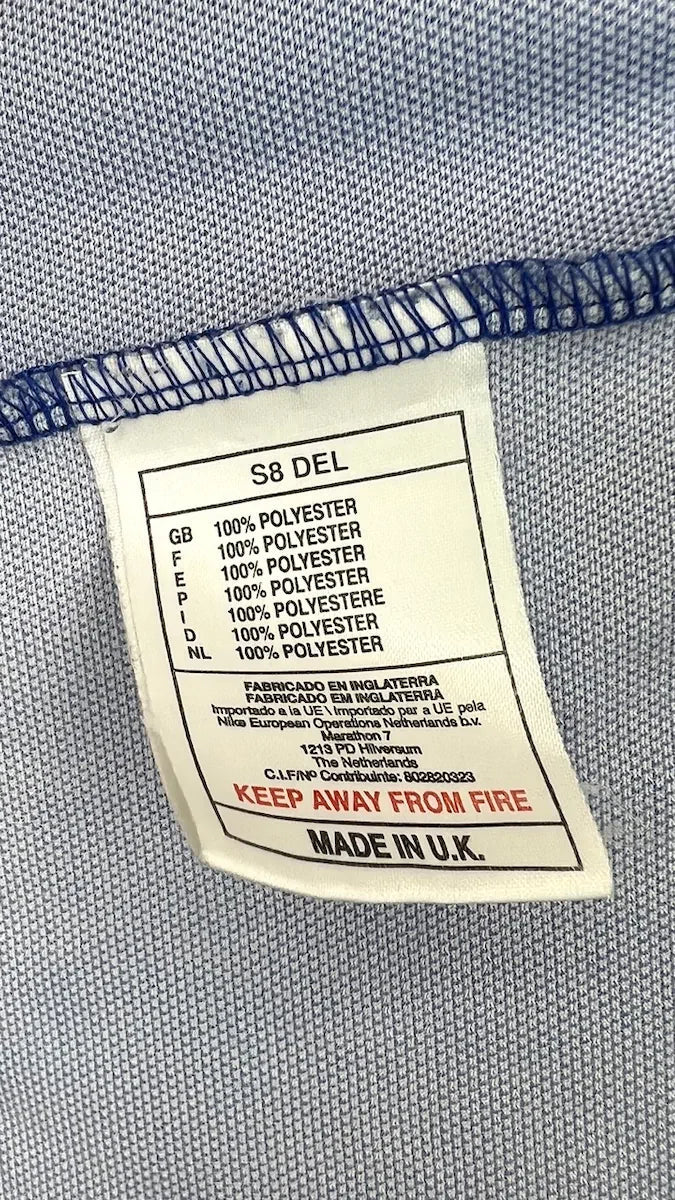 S8 DEL
GB 100% POLYESTER
F 100% POLYESTER
E 100% POLYESTER
P 100% POLYESTER
I 100% POLYESTERE
D 100% POLYESTER
NL 100% POLYESTER
FABRICADO EN INGLATERRA
FABRICADO EM INGLATERRA
Importado a la UE \ Importado par a UE pela
Nike European Operations Netherlands b.v.
Marathon 7
1213 PD Hilversum
The Netherlands
C.I.F/Nº Contribuinte: 802820323
KEEP AWAY FROM FIRE
MADE IN U.K.